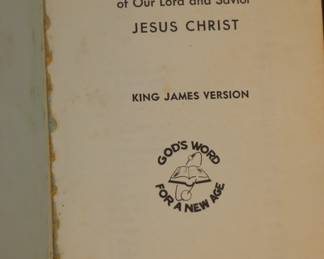 of Our Lord and Savior
JESUS CHRIST
KING JAMES VERSION
GOD'S WORD
FOR A NEW AGE